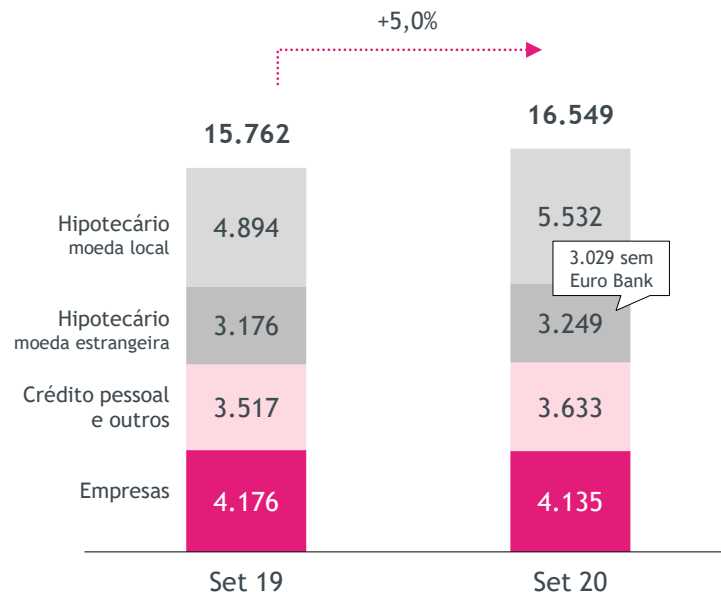 +5,0%
15.762
16.549
Hipotecário
moeda local
4.894
5.532
3.029 sem
Euro Bank
Hipotecário
moeda estrangeira
3.176
3.249
Crédito pessoal
e outros
3.517
3.633
Empresas
4.176
4.135
Set 19
Set 20